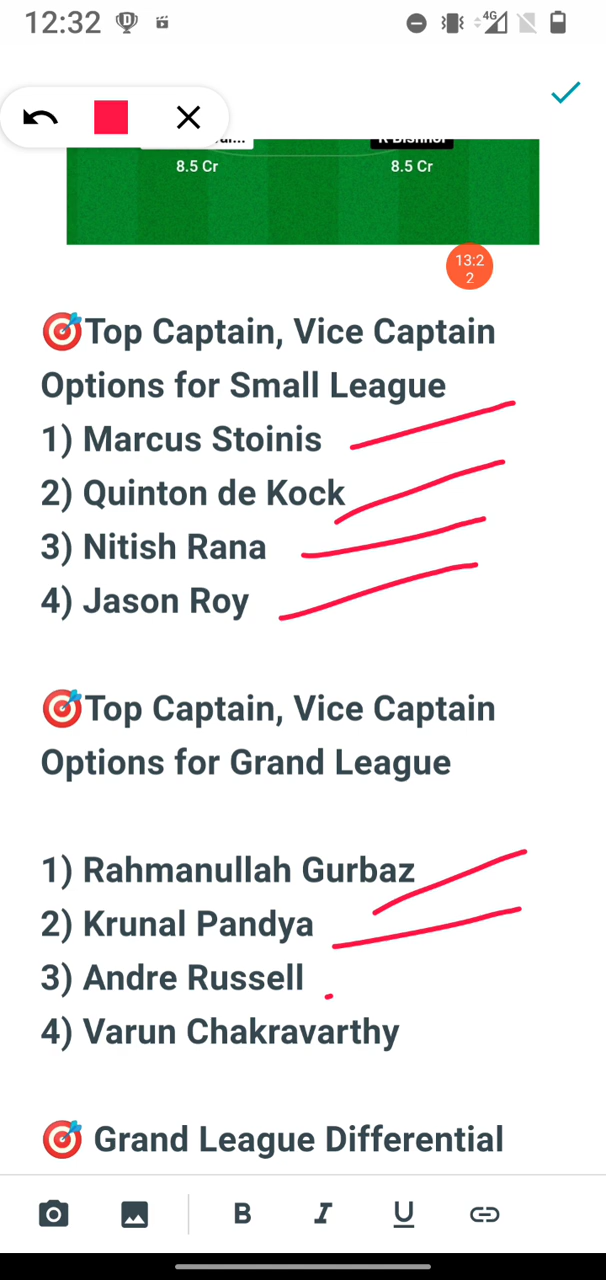 12:32
4G
8.5 Cr 8.5 Cr
13:2
2
🎯Top Captain, Vice Captain
Options for Small League
1) Marcus Stoinis
2) Quinton de Kock
3) Nitish Rana
4) Jason Roy
🎯Top Captain, Vice Captain
Options for Grand League
1) Rahmanullah Gurbaz
2) Krunal Pandya
3) Andre Russell
4) Varun Chakravarthy
🎯 Grand League Differential
B I U